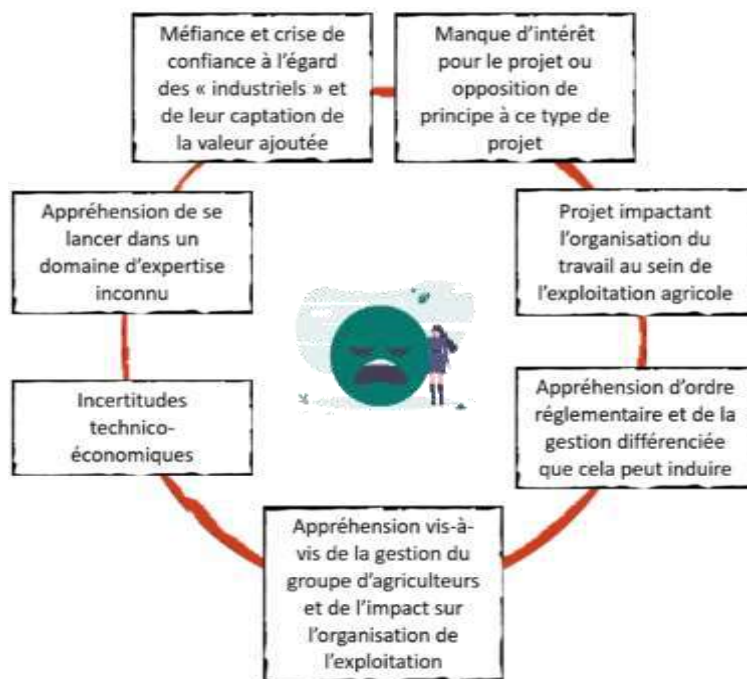 Méfiance et crise de
confiance à l'égard
des « industriels » et
de leur captation de
la valeur ajoutée
Manque d'intérêt
pour le projet ou
opposition de
principe à ce type de
projet
Appréhension de se
lancer dans un
domaine d'expertise
inconnu
Projet impactant
l'organisation du
travail au sein de
l'exploitation agricole
Incertitudes
technico-
économiques
Appréhension d'ordre
réglementaire et de la
gestion différenciée
que cela peut induire
Appréhension vis-à-
vis de la gestion du
groupe d'agriculteurs
et de l'impact sur
l'organisation de
l'exploitation